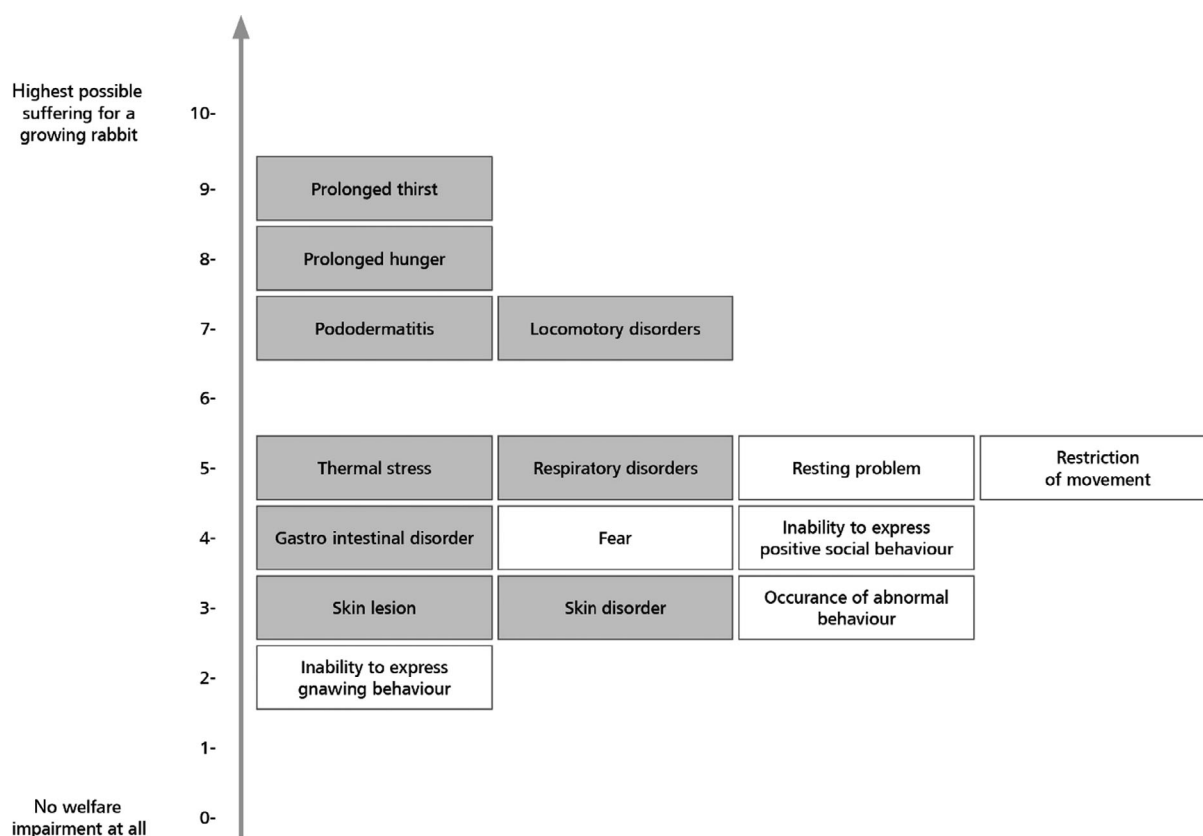 Highest possible
suffering for a
growing rabbit
10-
9-
Prolonged thirst
8-
Prolonged hunger
7-
Pododermatitis
Locomotory disorders
6-
5-
Thermal stress
Respiratory disorders
Resting problem
Restriction
of movement
4-
Gastro intestinal disorder
Fear
Inability to express
positive social behaviour
3-
Skin lesion
Skin disorder
Occurance of abnormal
behaviour
2-
Inability to express
gnawing behaviour
1-
No welfare
impairment at all
0-